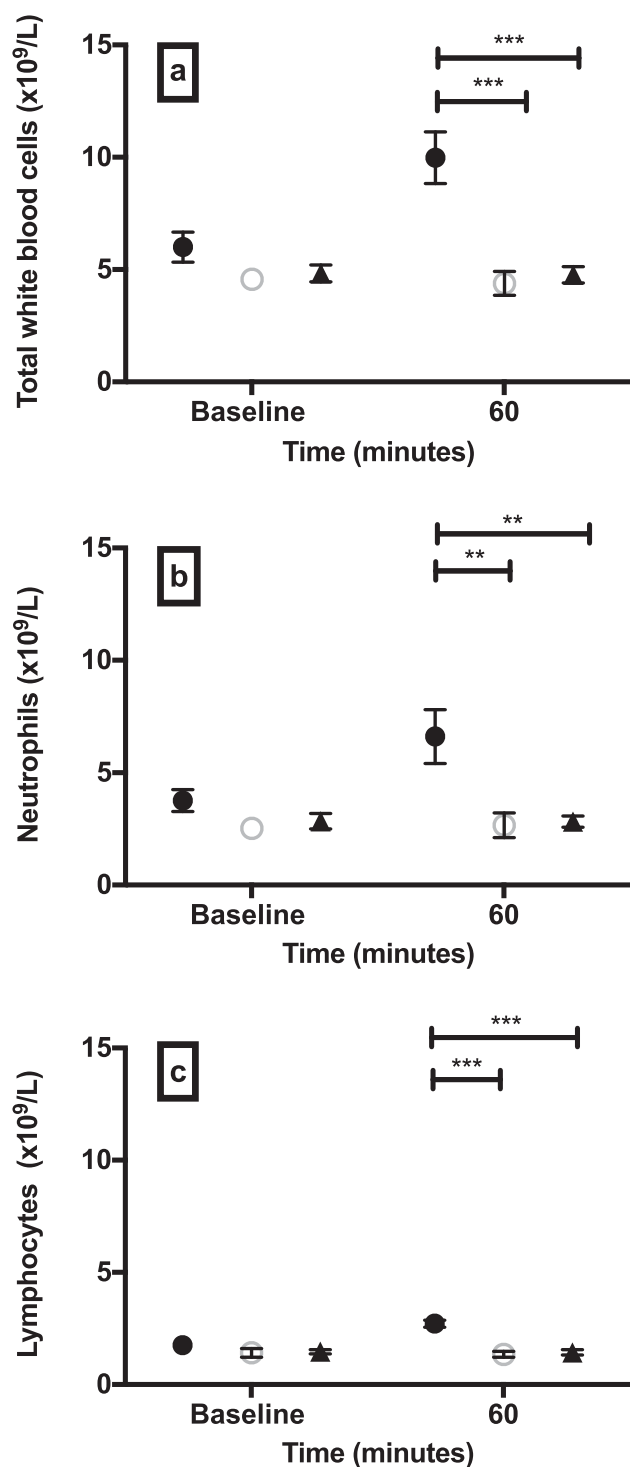 Total white blood cells (x10⁹/L)
a
15
10
5
0
***
***
Baseline 60
Time (minutes)
Neutrophils (x10⁹/L)
b
15
10
5
0
**
**
Baseline 60
Time (minutes)
Lymphocytes (x10⁹/L)
c
15
10
5
0
***
***
Baseline 60
Time (minutes)